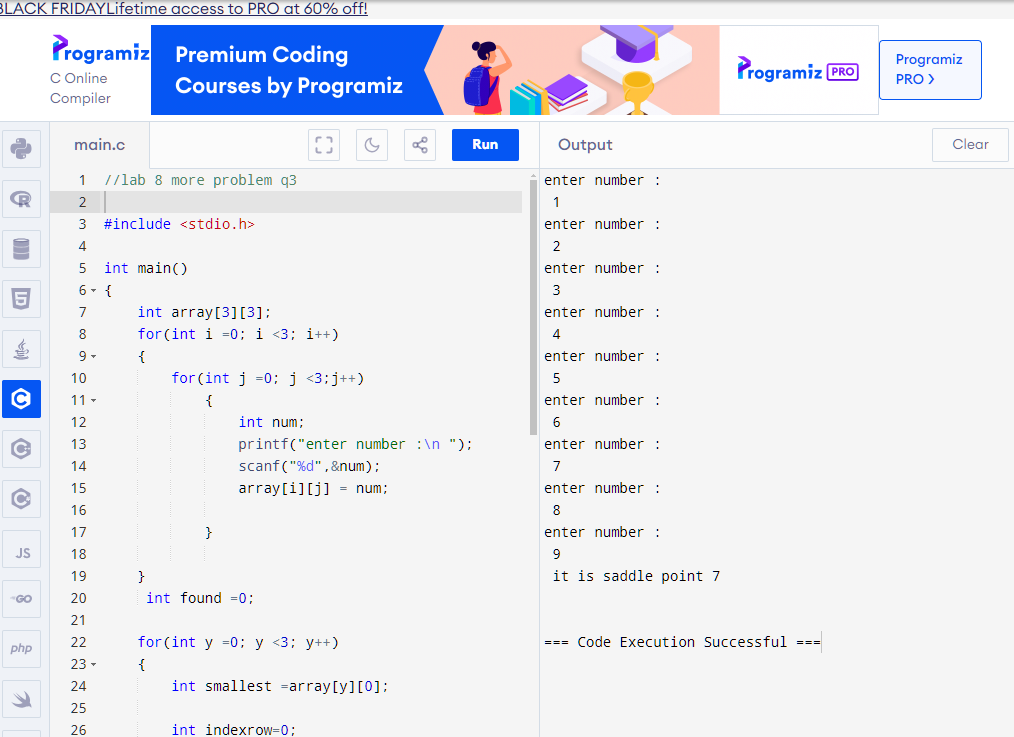 BLACK FRIDAYLifetime access to PRO at 60% off!
Programiz
C Online
Compiler
Premium Coding
Courses by Programiz
Programiz PRO
Programiz
PRO >
main.c
Run
Output
Clear
1 //lab 8 more problem q3
2
3 #include <stdio.h>
4
5 int main()
6 {
7 int array[3][3];
8 for(int i =0; i <3; i++)
9 {
10 for(int j =0; j <3;j++)
11 {
12 int num;
13 printf("enter number :\n ");
14 scanf("%d",&num);
15 array[i][j] = num;
16
17 }
18
19 }
20 int found =0;
21
22 for(int y =0; y <3; y++)
23 {
24 int smallest =array[y][0];
25
26 int indexrow=0;
enter number :
1
enter number :
2
enter number :
3
enter number :
4
enter number :
5
enter number :
6
enter number :
7
enter number :
8
enter number :
9
it is saddle point 7
=== Code Execution Successful ===
R
5
C
C
C
JS
GO
php